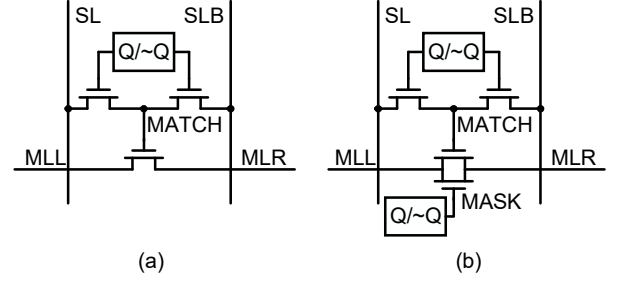 SL SLB
Q/~Q
MATCH
MLL MLR
(a)
SL SLB
Q/~Q
MATCH
MLL MLR
MASK
Q/~Q
(b)